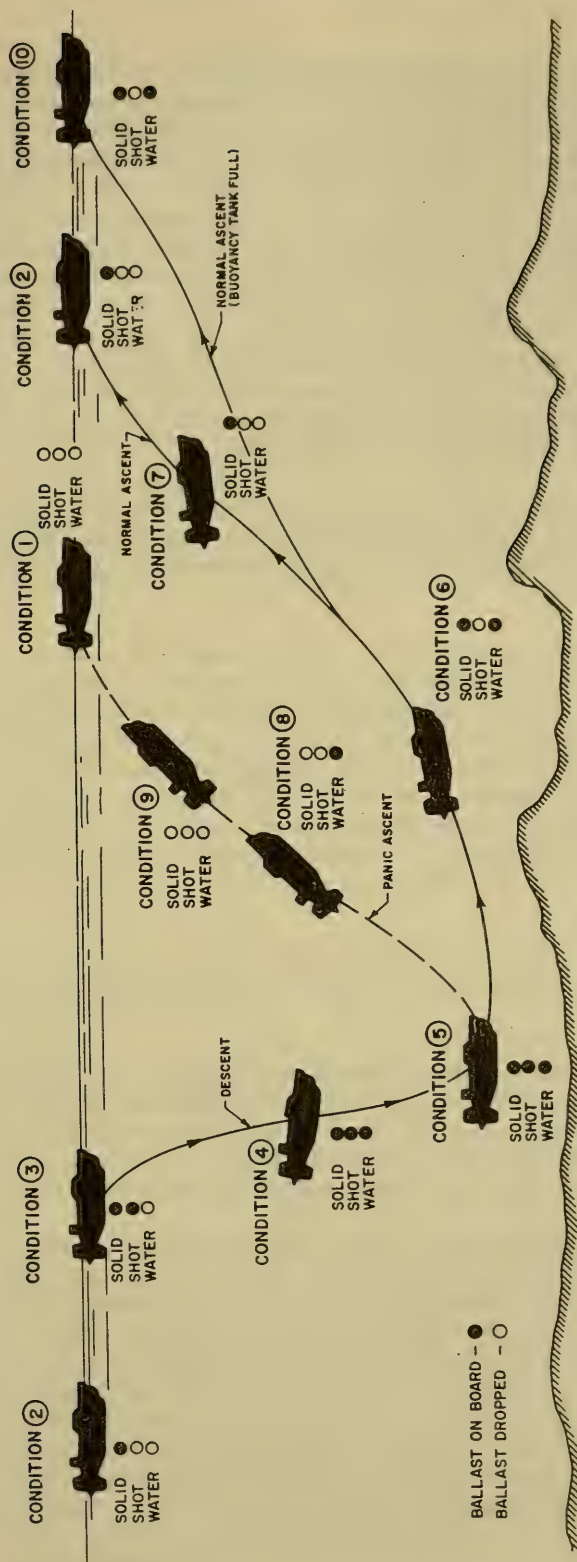 CONDITION 2
SOLID
SHOT
WATER
CONDITION 3
SOLID
SHOT
WATER
DESCENT
CONDITION 4
SOLID
SHOT
WATER
CONDITION 5
SOLID
SHOT
WATER
PANIC ASCENT
CONDITION 8
SOLID
SHOT
WATER
CONDITION 9
SOLID
SHOT
WATER
CONDITION 1
SOLID
SHOT
WATER
CONDITION 6
SOLID
SHOT
WATER
NORMAL ASCENT
CONDITION 7
SOLID
SHOT
WATER
CONDITION 2
SOLID
SHOT
WATER
NORMAL ASCENT
(BUOYANCY TANK FULL)
CONDITION 10
SOLID
SHOT
WATER
BALLAST ON BOARD -
BALLAST DROPPED -